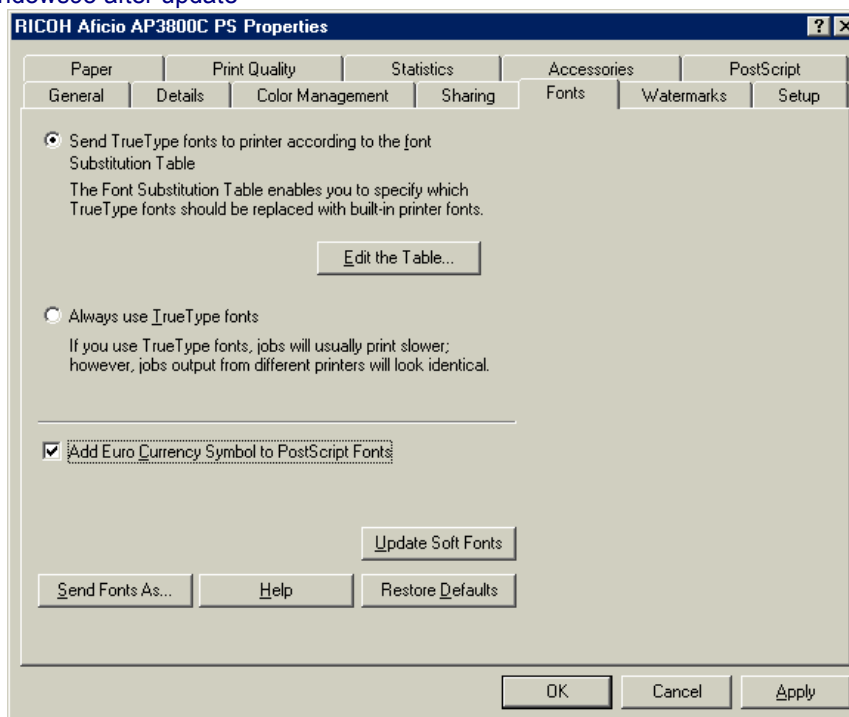 RICOH Aficio AP3800C PS Properties
Paper Print Quality Statistics Accessories PostScript
General Details Color Management Sharing Fonts Watermarks Setup
Send TrueType fonts to printer according to the font
Substitution Table
The Font Substitution Table enables you to specify which
TrueType fonts should be replaced with built-in printer fonts.
Edit the Table...
Always use TrueType fonts
If you use TrueType fonts, jobs will usually print slower;
however, jobs output from different printers will look identical.
Add Euro Currency Symbol to PostScript Fonts
Update Soft Fonts
Send Fonts As... Help Restore Defaults
OK Cancel Apply